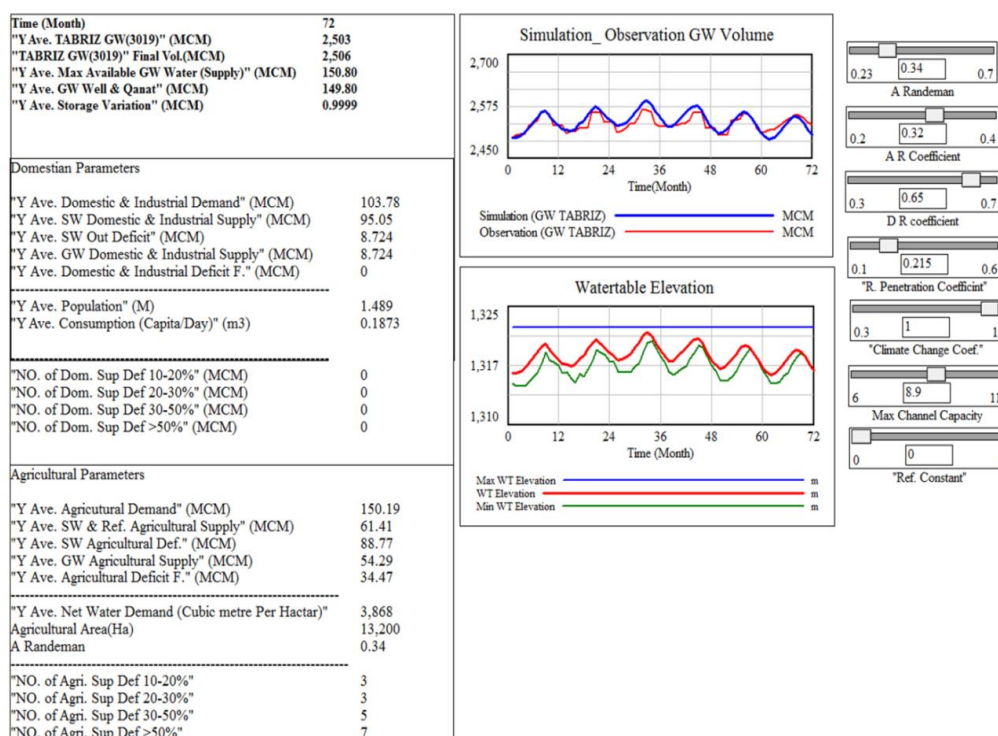 Time (Month) 72
"Y Ave. TABRIZ GW(3019)" (MCM) 2,503
"TABRIZ GW(3019)" Final Vol.(MCM) 2,506
"Y Ave. Max Available GW Water (Supply)" (MCM) 150.80
"Y Ave. GW Well & Qanat" (MCM) 149.80
"Y Ave. Storage Variation" (MCM) 0.9999
Domestian Parameters
"Y Ave. Domestic & Industrial Demand" (MCM) 103.78
"Y Ave. SW Domestic & Industrial Supply" (MCM) 95.05
"Y Ave. SW Out Deficit" (MCM) 8.724
"Y Ave. GW Domestic & Industrial Supply" (MCM) 8.724
"Y Ave. Domestic & Industrial Deficit F." (MCM) 0
"Y Ave. Population" (M) 1.489
"Y Ave. Consumption (Capita/Day)" (m3) 0.1873
"NO. of Dom. Sup Def 10-20%" (MCM) 0
"NO. of Dom. Sup Def 20-30%" (MCM) 0
"NO. of Dom. Sup Def 30-50%" (MCM) 0
"NO. of Dom. Sup Def >50%" (MCM) 0
Agricultural Parameters
"Y Ave. Agricutural Demand" (MCM) 150.19
"Y Ave. SW & Ref. Agricultural Supply" (MCM) 61.41
"Y Ave. SW Agricultural Def." (MCM) 88.77
"Y Ave. GW Agricultural Supply" (MCM) 54.29
"Y Ave. Agricultural Deficit F." (MCM) 34.47
"Y Ave. Net Water Demand (Cubic metre Per Hactar)" 3,868
Agricultural Area(Ha) 13,200
A Randeman 0.34
"NO. of Agri. Sup Def 10-20%" 3
"NO. of Agri. Sup Def 20-30%" 3
"NO. of Agri. Sup Def 30-50%" 5
"NO. of Agri. Sup Def >50%" 7
Simulation_ Observation GW Volume
2,700
2,575
2,450
0 12 24 36 48 60 72
Time(Month)
Simulation (GW TABRIZ) MCM
Observation (GW TABRIZ) MCM
Watertable Elevation
1,325
1,317
1,310
0 12 24 36 48 60 72
Time (Month)
Max WT Elevation m
WT Elevation m
Min WT Elevation m
0.23 0.34 0.7
A Randeman
0.2 0.32 0.4
A R Coefficient
0.3 0.65 0.7
D R coefficient
0.1 0.215 0.6
"R. Penetration Coefficint"
0.3 1 1
"Climate Change Coef."
6 8.9 11
Max Channel Capacity
0 0
"Ref. Constant"